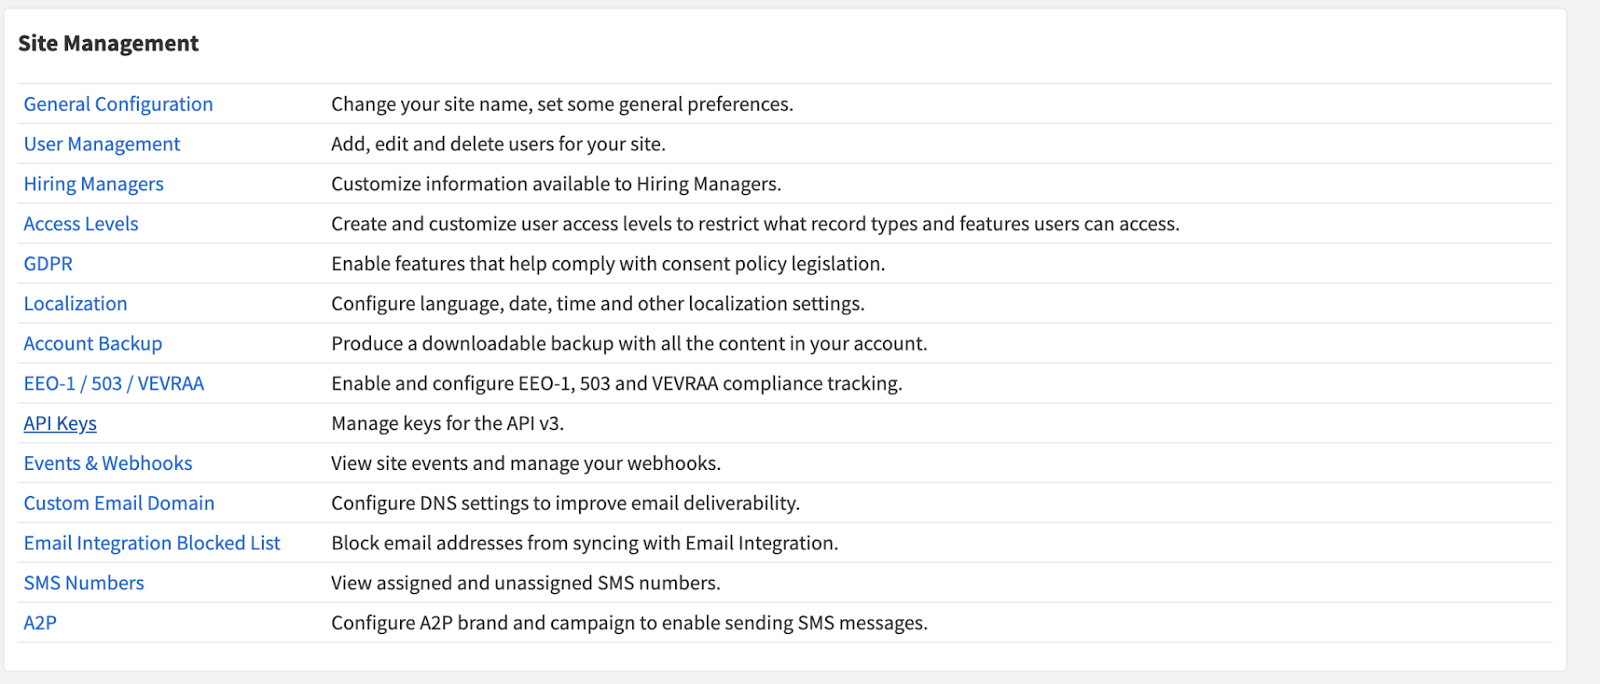 Site Management
General Configuration Change your site name, set some general preferences.
User Management Add, edit and delete users for your site.
Hiring Managers Customize information available to Hiring Managers.
Access Levels Create and customize user access levels to restrict what record types and features users can access.
GDPR Enable features that help comply with consent policy legislation.
Localization Configure language, date, time and other localization settings.
Account Backup Produce a downloadable backup with all the content in your account.
EEO-1 / 503 / VEVRAA Enable and configure EEO-1, 503 and VEVRAA compliance tracking.
API Keys Manage keys for the API v3.
Events & Webhooks View site events and manage your webhooks.
Custom Email Domain Configure DNS settings to improve email deliverability.
Email Integration Blocked List Block email addresses from syncing with Email Integration.
SMS Numbers View assigned and unassigned SMS numbers.
A2P Configure A2P brand and campaign to enable sending SMS messages.